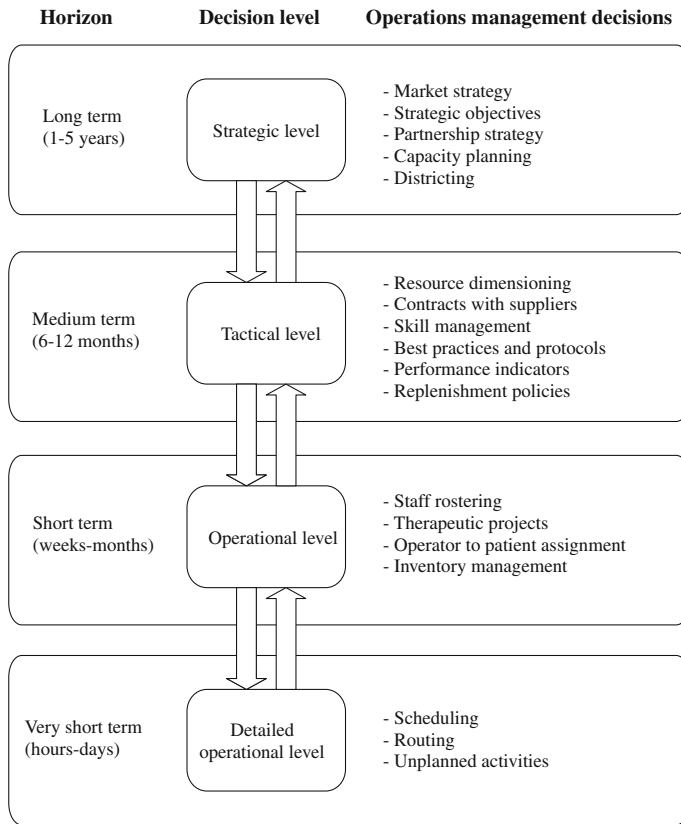 Horizon Decision level Operations management decisions
Long term
(1-5 years)
Strategic level
- Market strategy
- Strategic objectives
- Partnership strategy
- Capacity planning
- Districting
Medium term
(6-12 months)
Tactical level
- Resource dimensioning
- Contracts with suppliers
- Skill management
- Best practices and protocols
- Performance indicators
- Replenishment policies
Short term
(weeks-months)
Operational level
- Staff rostering
- Therapeutic projects
- Operator to patient assignment
- Inventory management
Very short term
(hours-days)
Detailed
operational level
- Scheduling
- Routing
- Unplanned activities